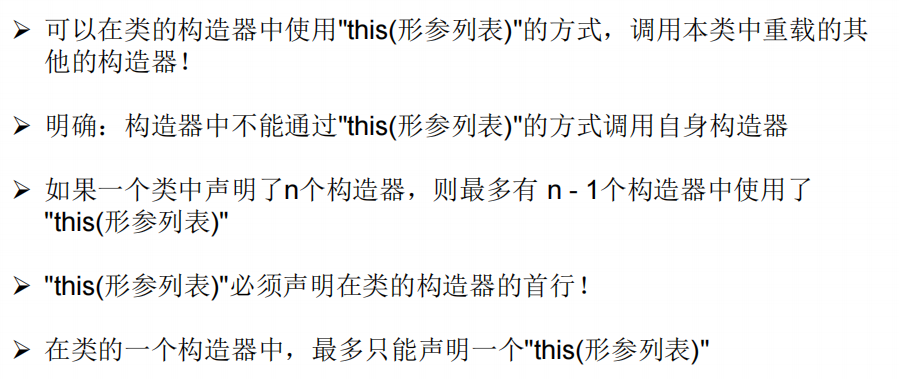 ➢ 可以在类的构造器中使用"this(形参列表)"的方式，调用本类中重载的其
他的构造器！
➢ 明确：构造器中不能通过"this(形参列表)"的方式调用自身构造器
➢ 如果一个类中声明了n个构造器，则最多有 n - 1个构造器中使用了
"this(形参列表)"
➢ "this(形参列表)"必须声明在类的构造器的首行！
➢ 在类的一个构造器中，最多只能声明一个"this(形参列表)"